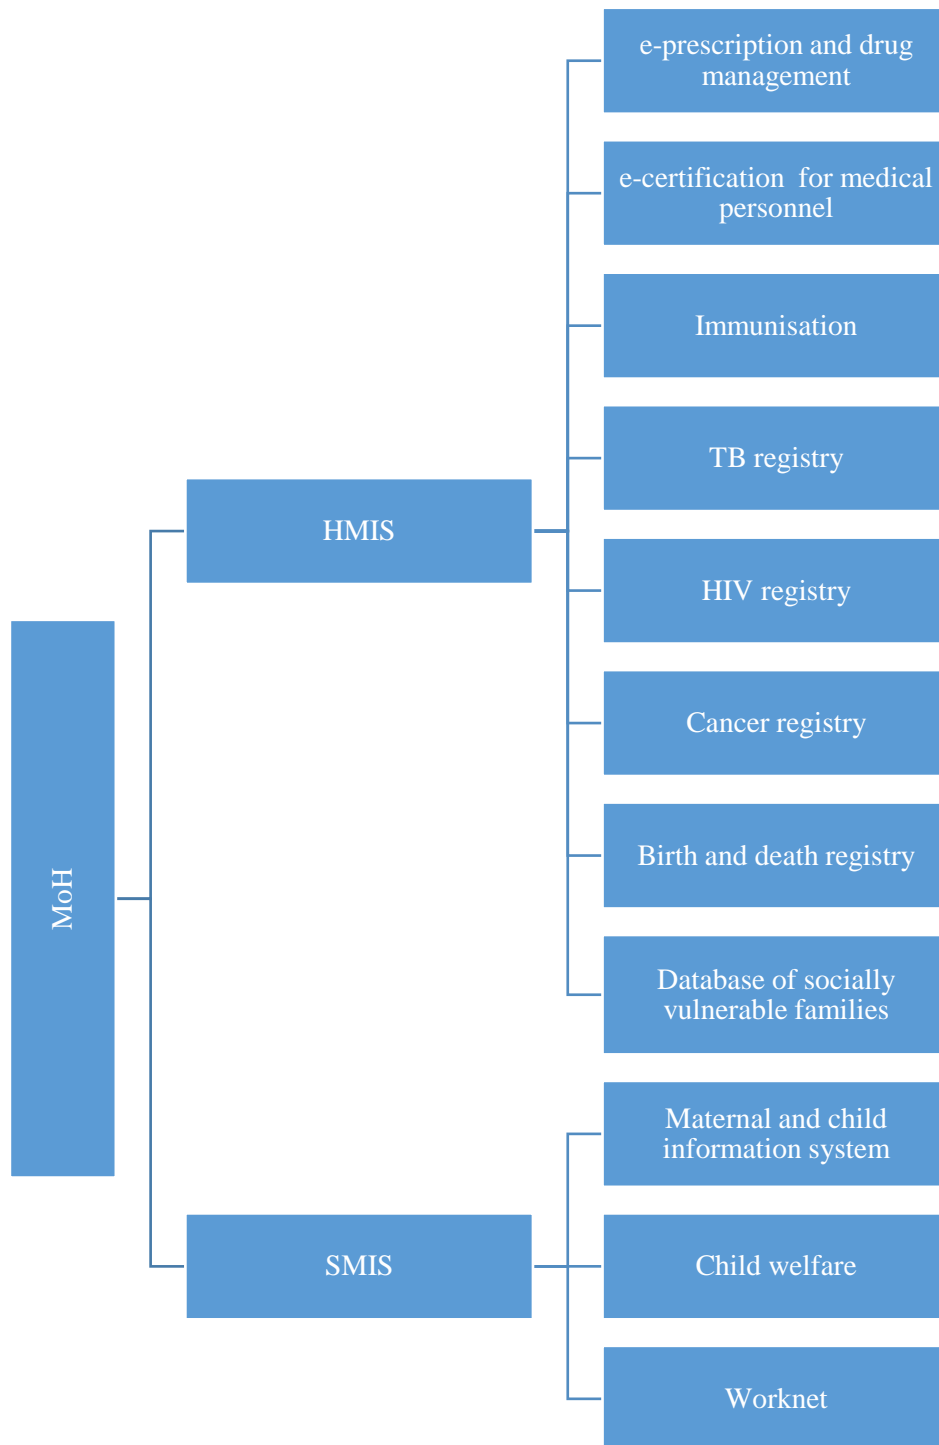 MoH
HMIS
e-prescription and drug
management
e-certification  for medical
personnel
Immunisation
TB registry
HIV registry
Cancer registry
Birth and death registry
Database of socially
vulnerable families
SMIS
Maternal and child
information system
Child welfare
Worknet